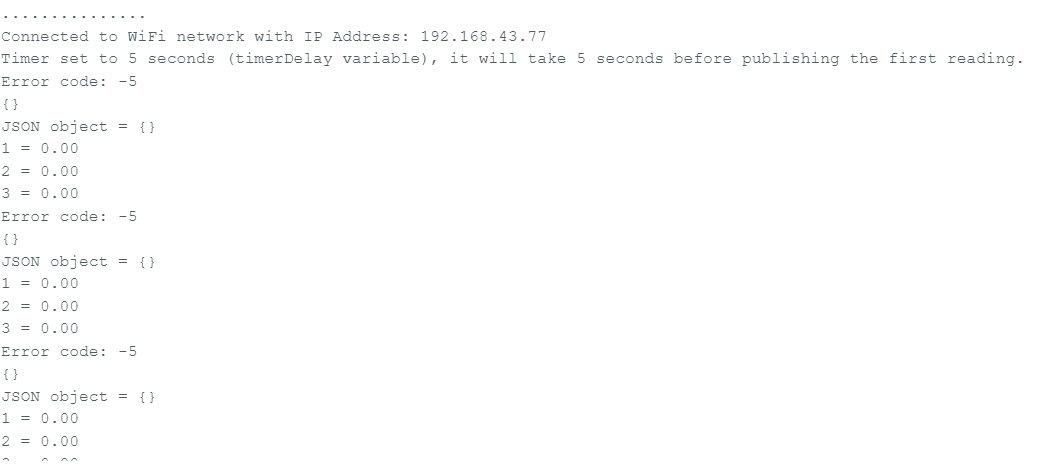 ...............
Connected to WiFi network with IP Address: 192.168.43.77
Timer set to 5 seconds (timerDelay variable), it will take 5 seconds before publishing the first reading.
Error code: -5
{}
JSON object = {}
1 = 0.00
2 = 0.00
3 = 0.00
Error code: -5
{}
JSON object = {}
1 = 0.00
2 = 0.00
3 = 0.00
Error code: -5
{}
JSON object = {}
1 = 0.00
2 = 0.00